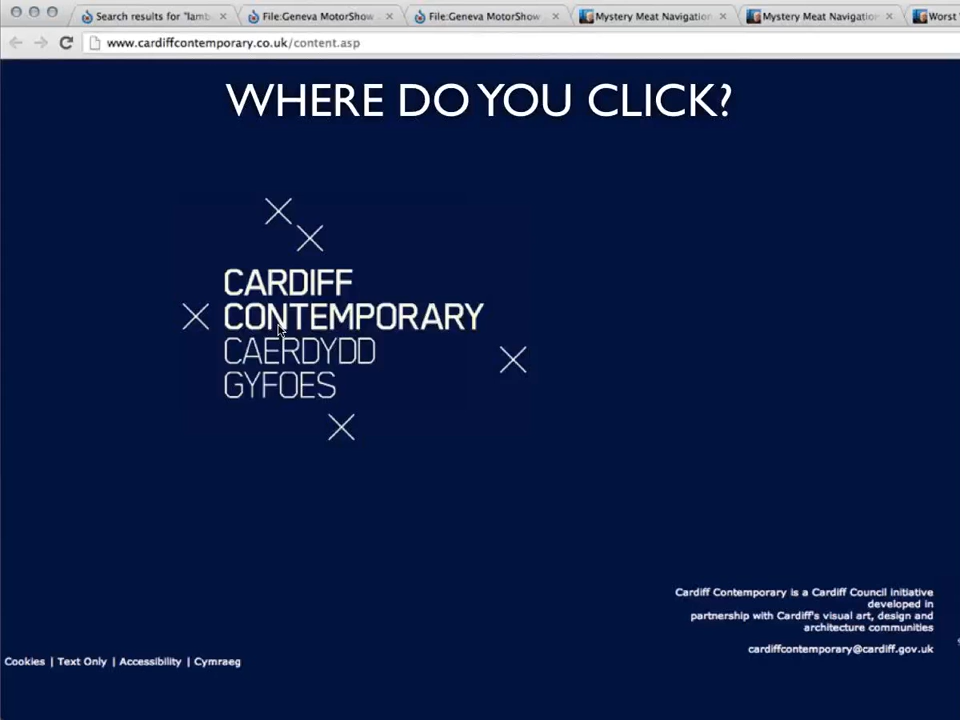 Search results for "lamb
File:Geneva MotorShow
File:Geneva MotorShow
Mystery Meat Navigation
Mystery Meat Navigation
Worst
www.cardiffcontemporary.co.uk/content.asp
WHERE DO YOU CLICK?
CARDIFF
CONTEMPORARY
CAERDYDD
GYFOES
Cardiff Contemporary is a Cardiff Council initiative
developed in
partnership with Cardiff's visual art, design and
architecture communities
cardiffcontemporary@cardiff.gov.uk
Cookies | Text Only | Accessibility | Cymraeg